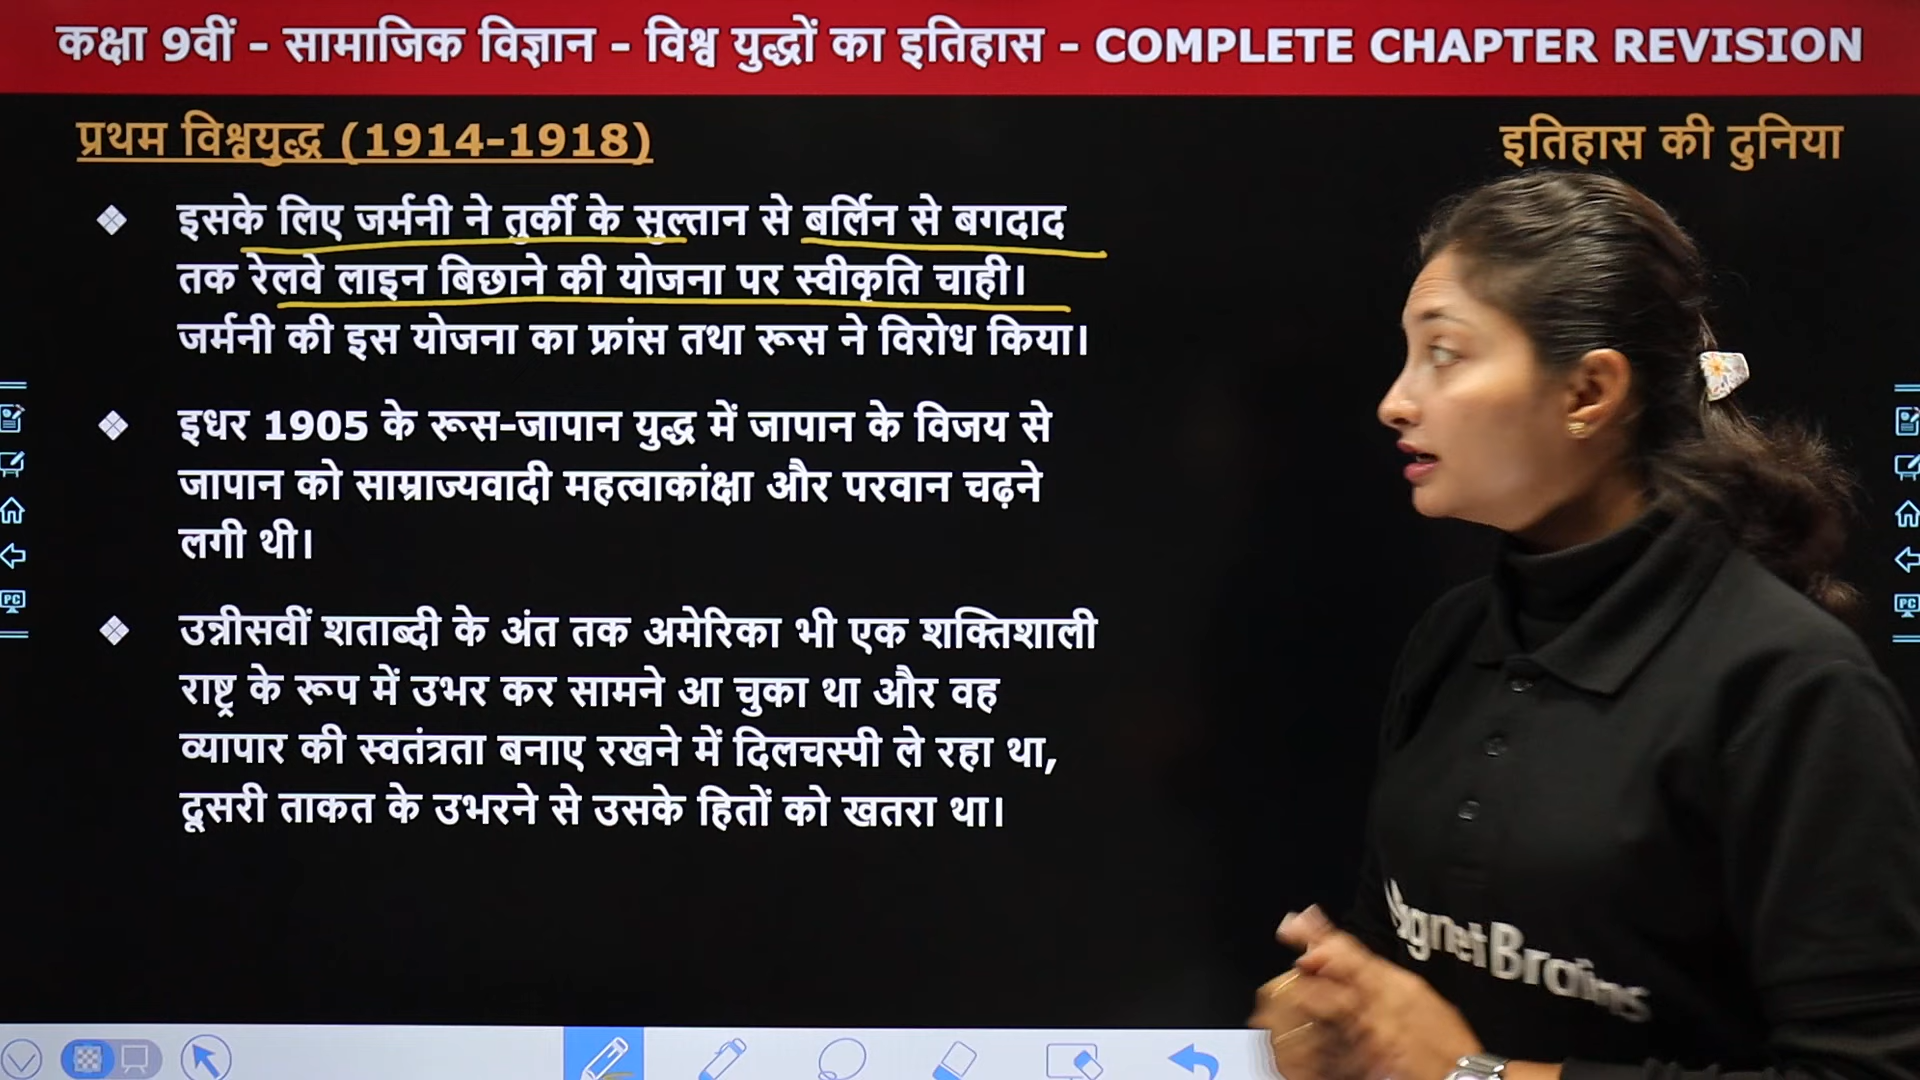 कक्षा 9वीं - सामाजिक विज्ञान - विश्व युद्धों का इतिहास - COMPLETE CHAPTER REVISION
प्रथम विश्वयुद्ध (1914-1918)
इतिहास की दुनिया
❖ इसके लिए जर्मनी ने तुर्की के सुल्तान से बर्लिन से बगदाद
तक रेलवे लाइन बिछाने की योजना पर स्वीकृति चाही।
जर्मनी की इस योजना का फ्रांस तथा रूस ने विरोध किया।
❖ इधर 1905 के रूस-जापान युद्ध में जापान के विजय से
जापान को साम्राज्यवादी महत्वाकांक्षा और परवान चढ़ने
लगी थी।
❖ उन्नीसवीं शताब्दी के अंत तक अमेरिका भी एक शक्तिशाली
राष्ट्र के रूप में उभर कर सामने आ चुका था और वह
व्यापार की स्वतंत्रता बनाए रखने में दिलचस्पी ले रहा था,
दूसरी ताकत के उभरने से उसके हितों को खतरा था।
PC
PC
MagnetBrains